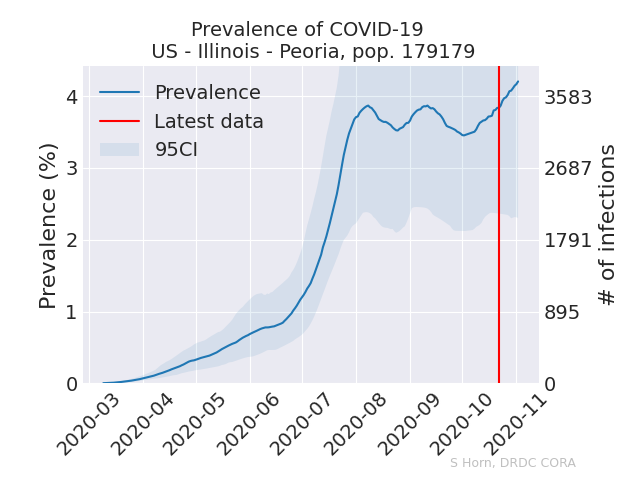 Prevalence of COVID-19
US - Illinois - Peoria, pop. 179179
Prevalence
Latest data
95CI
Prevalence (%)
4
3
2
1
0
3583
2687
1791
895
0
# of infections
2020-03
2020-04
2020-05
2020-06
2020-07
2020-08
2020-09
2020-10
2020-11
S Horn, DRDC CORA